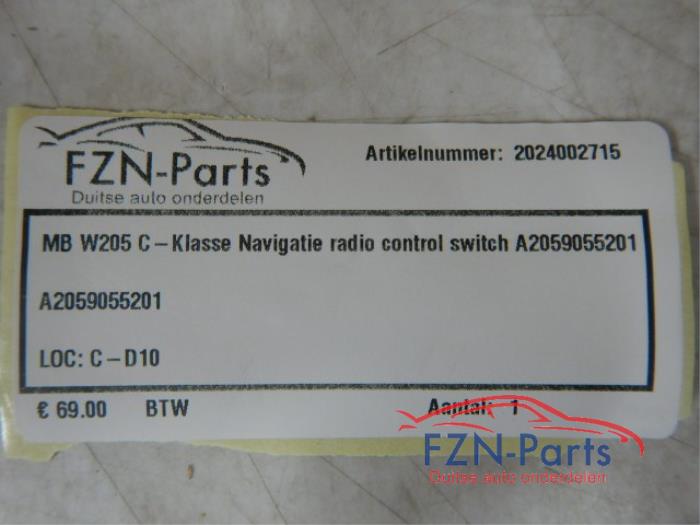 FZN-Parts
Duitse auto onderdelen
Artikelnummer: 2024002715
MB W205 C-Klasse Navigatie radio control switch A2059055201
A2059055201
LOC: C-D10
€ 69.00 BTW Aantal: 1
FZN-Parts
Duitse auto onderdelen